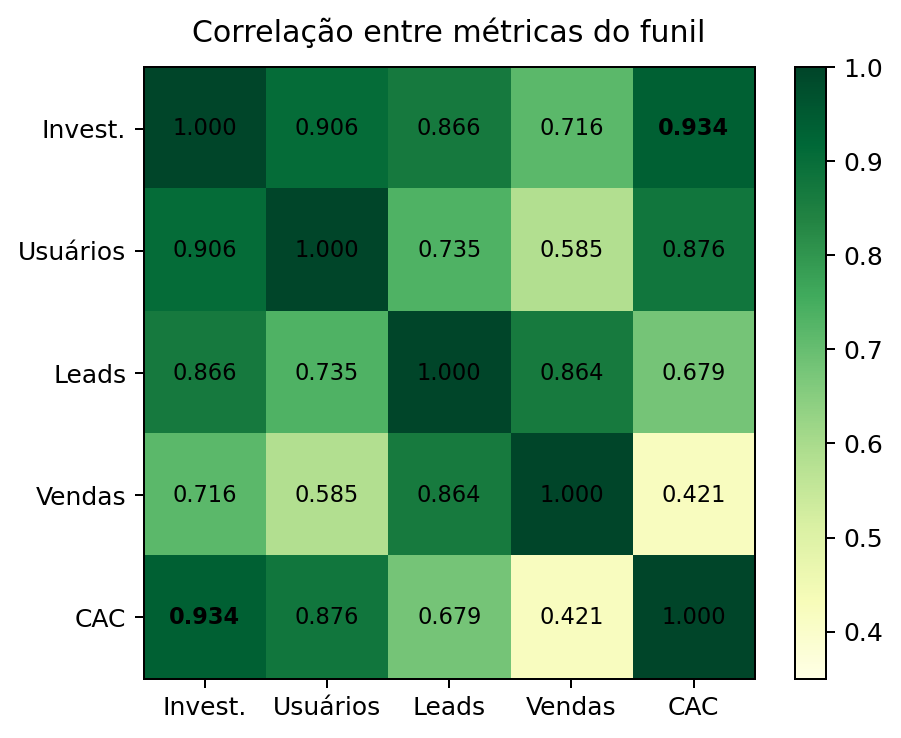 Correlação entre métricas do funil
Invest. 1.000 0.906 0.866 0.716 0.934
Usuários 0.906 1.000 0.735 0.585 0.876
Leads 0.866 0.735 1.000 0.864 0.679
Vendas 0.716 0.585 0.864 1.000 0.421
CAC 0.934 0.876 0.679 0.421 1.000
Invest. Usuários Leads Vendas CAC
1.0
0.9
0.8
0.7
0.6
0.5
0.4